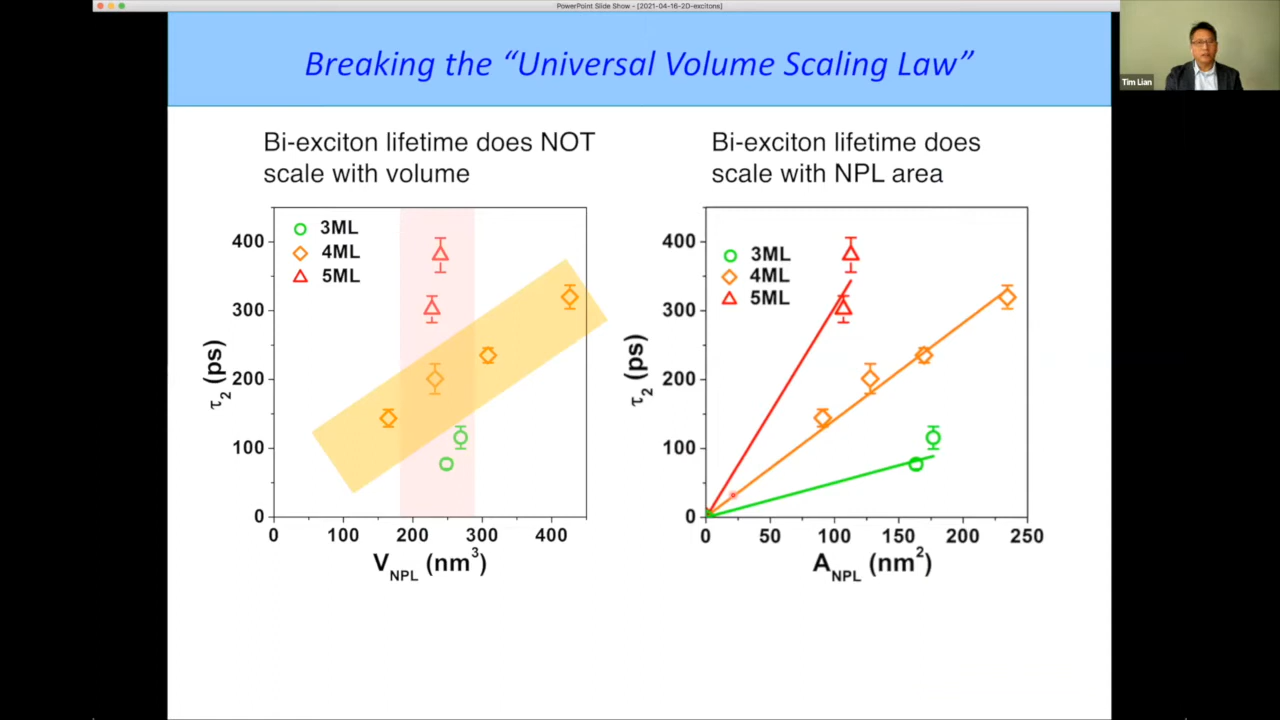 PowerPoint Slide Show - [2021-04-16-2D-excitons]
Tim Lian
Breaking the “Universal Volume Scaling Law”
Bi-exciton lifetime does NOT
scale with volume
3ML
4ML
5ML
400
300
200
100
0
τ2 (ps)
0 100 200 300 400
VNPL (nm3)
Bi-exciton lifetime does
scale with NPL area
3ML
4ML
5ML
400
300
200
100
0
τ2 (ps)
0 50 100 150 200 250
ANPL (nm2)